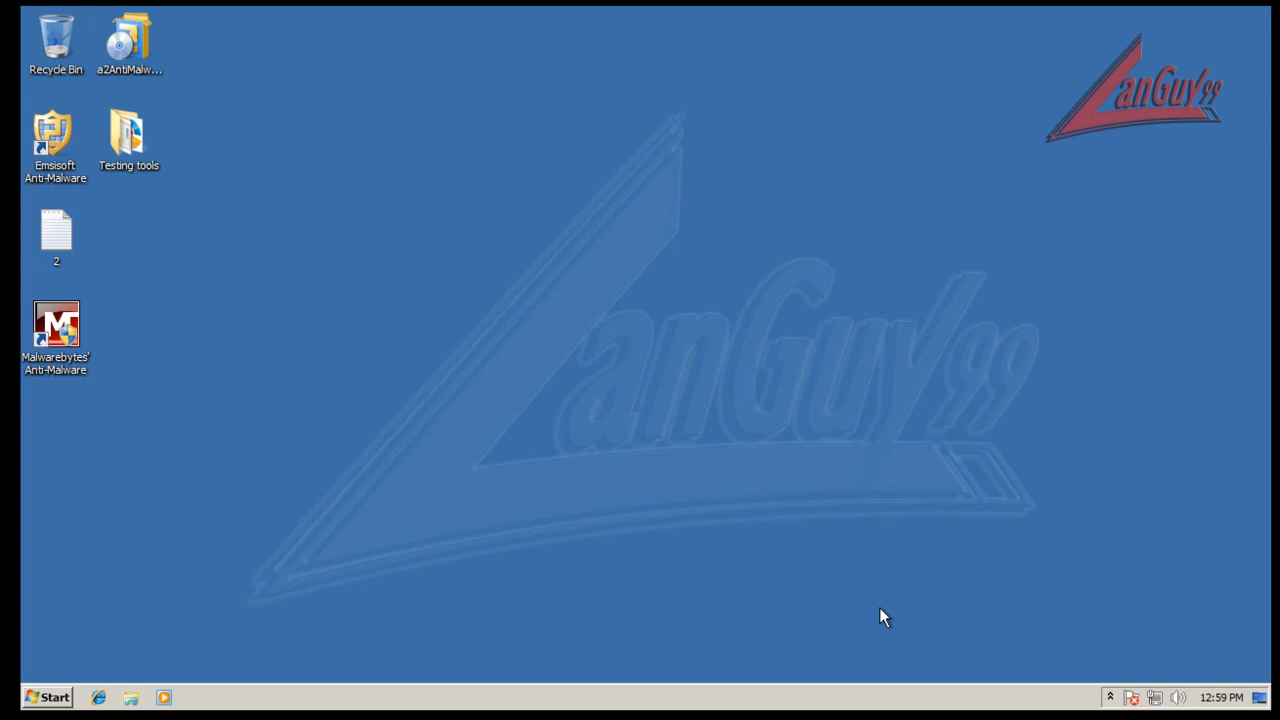 Recycle Bin
a2AntiMalw...
LanGuy99
Emsisoft
Anti-Malware
Testing tools
2
LanGuy99
Malwarebytes'
Anti-Malware
Start
12:59 PM